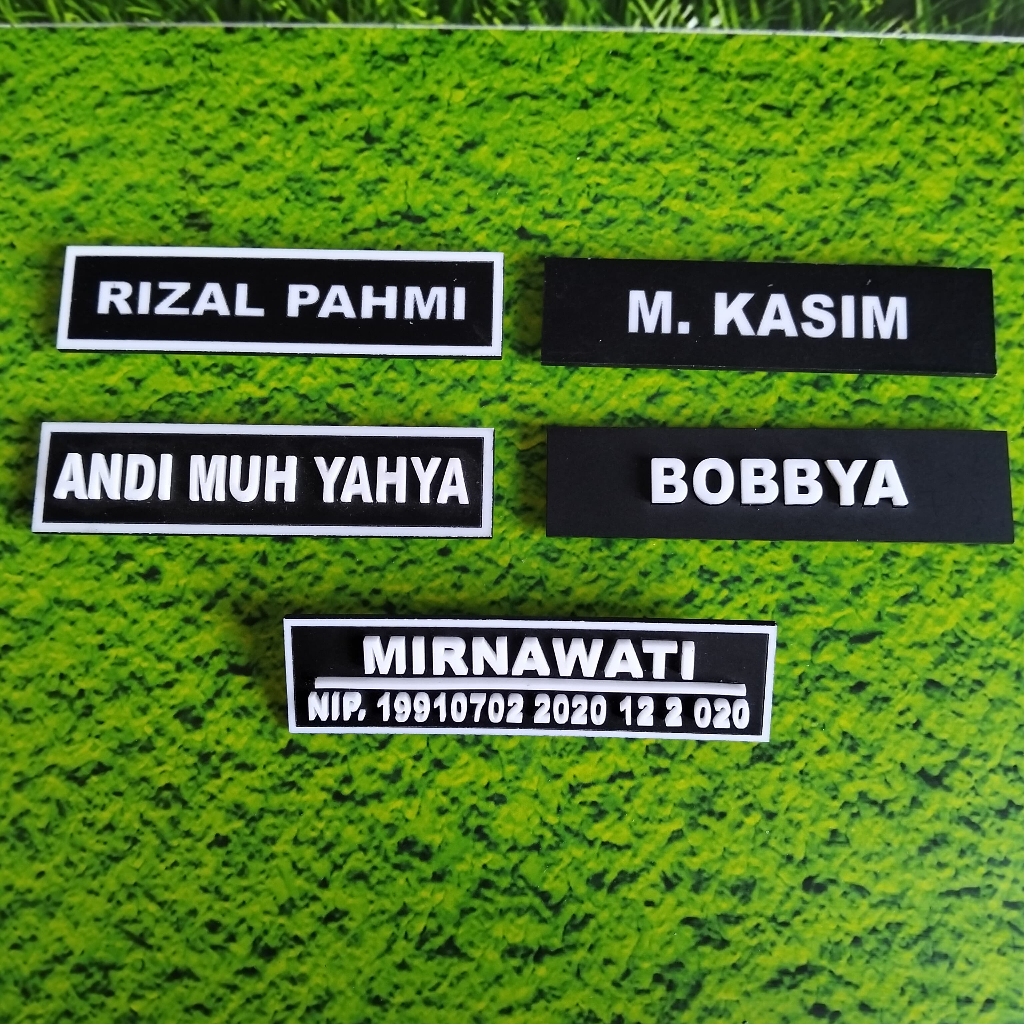 RIZAL PAHMI
M. KASIM
ANDI MUH YAHYA
BOBBYA
MIRNAWATI
NIP. 19910702 2020 12 2 020